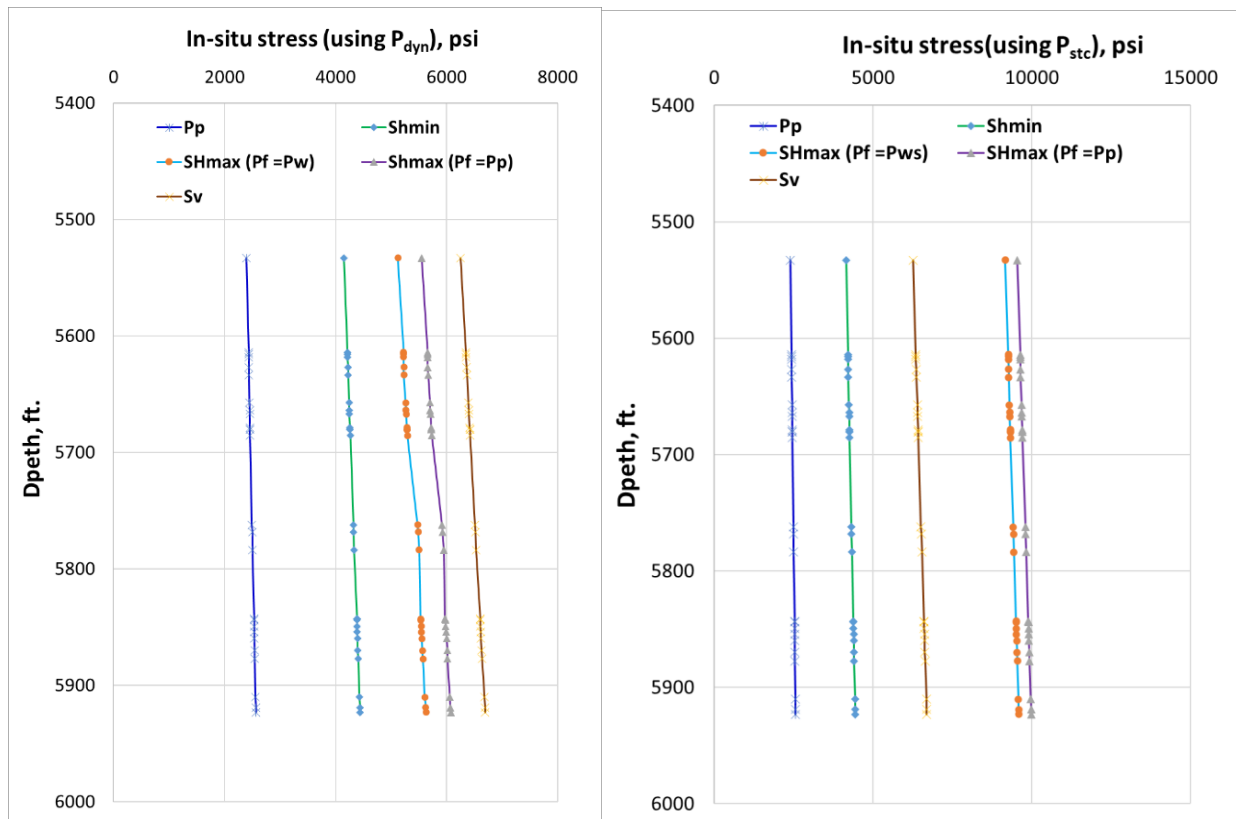 In-situ stress (using Pdyn), psi
0 2000 4000 6000 8000
5400
Pp Shmin
SHmax (Pf =Pw) Shmax (Pf =Pp)
Sv
5500
5600
5700
5800
5900
6000
Dpeth, ft.
In-situ stress(using Pstc), psi
0 5000 10000 15000
5400
Pp Shmin
SHmax (Pf =Pws) SHmax (Pf =Pp)
Sv
5500
5600
5700
5800
5900
6000
Dpeth, ft.